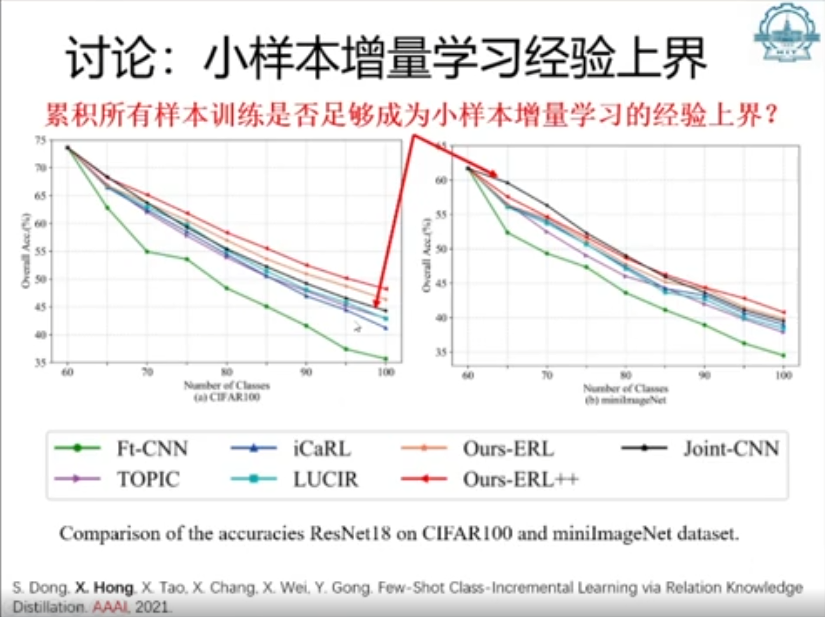 讨论：小样本增量学习经验上界
累积所有样本训练是否足够成为小样本增量学习的经验上界？
75
70
65
60
55
50
45
40
35
Overall Acc.(%)
60 70 80 90 100
Number of Classes
(a) CIFAR100
65
60
55
50
45
40
35
Overall Acc.(%)
60 70 80 90 100
Number of Classes
(b) miniImageNet
Ft-CNN iCaRL Ours-ERL Joint-CNN
TOPIC LUCIR Ours-ERL++
Comparison of the accuracies ResNet18 on CIFAR100 and miniImageNet dataset.
S. Dong, X. Hong, X. Tao, X. Chang, X. Wei, Y. Gong. Few-Shot Class-Incremental Learning via Relation Knowledge
Distillation. AAAI, 2021.